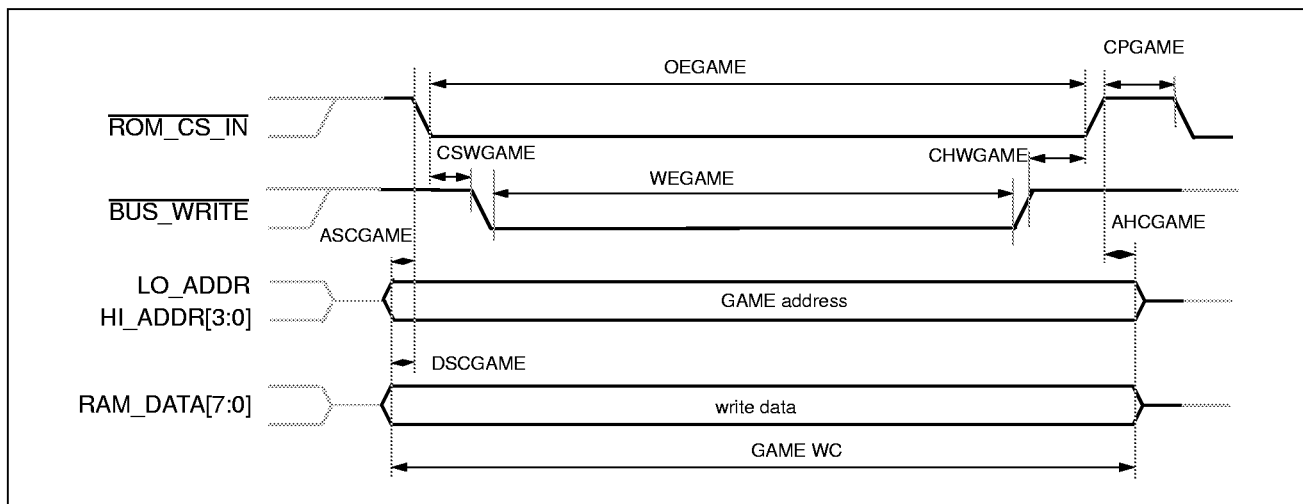 CPGAME
OEGAME
ROM_CS_IN
CSWGAME
CHWGAME
WEGAME
BUS_WRITE
ASCGAME
AHCGAME
LO_ADDR
GAME address
HI_ADDR[3:0]
DSCGAME
RAM_DATA[7:0]
write data
GAME WC